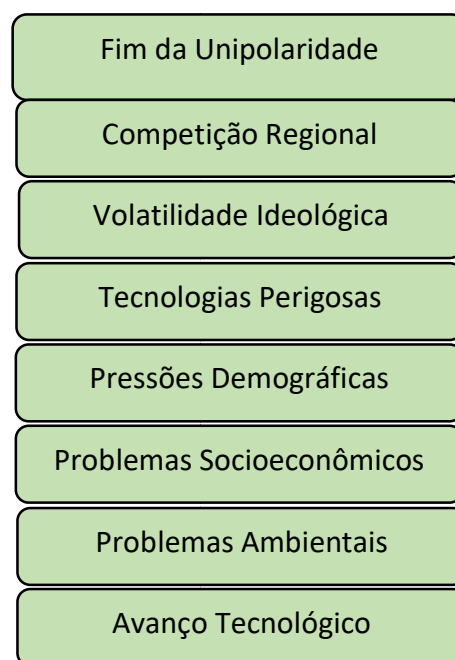 Fim da Unipolaridade
Competição Regional
Volatilidade Ideológica
Tecnologias Perigosas
Pressões Demográficas
Problemas Socioeconômicos
Problemas Ambientais
Avanço Tecnológico